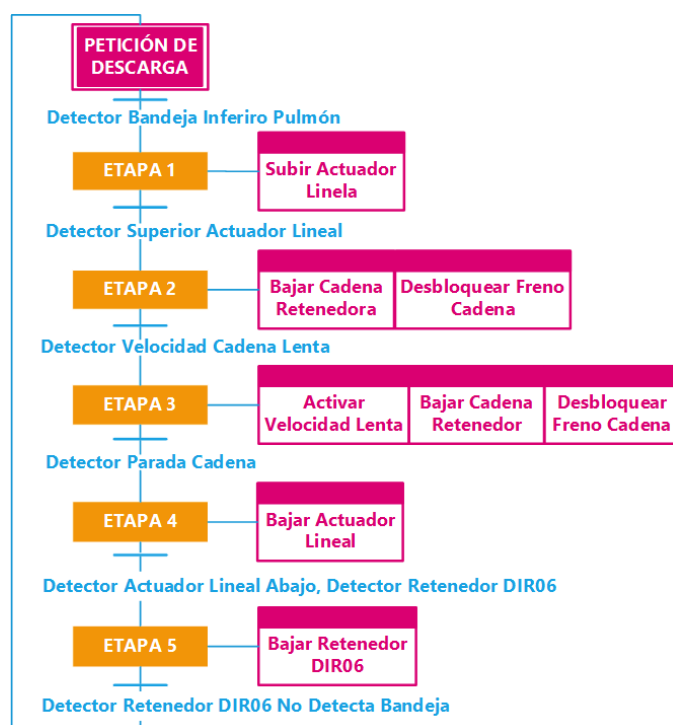 PETICIÓN DE
DESCARGA
Detector Bandeja Inferiro Pulmón
ETAPA 1
Subir Actuador
Linela
Detector Superior Actuador Lineal
ETAPA 2
Bajar Cadena
Retenedora
Desbloquear Freno
Cadena
Detector Velocidad Cadena Lenta
ETAPA 3
Activar
Velocidad Lenta
Bajar Cadena
Retenedor
Desbloquear
Freno Cadena
Detector Parada Cadena
ETAPA 4
Bajar Actuador
Lineal
Detector Actuador Lineal Abajo, Detector Retenedor DIR06
ETAPA 5
Bajar Retenedor
DIR06
Detector Retenedor DIR06 No Detecta Bandeja